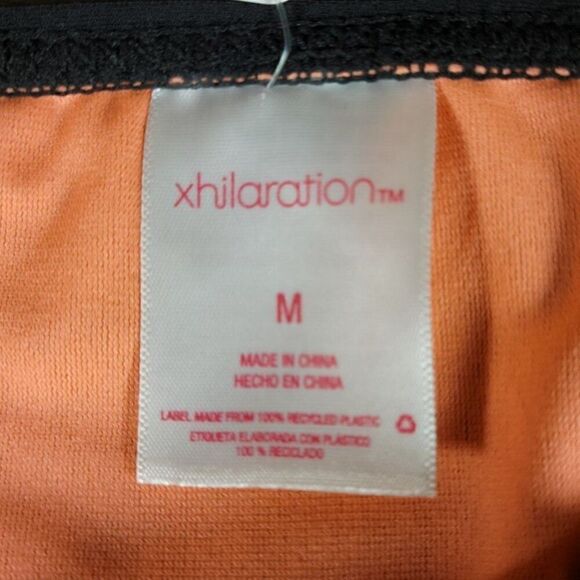 xhilaration™
M
MADE IN CHINA
HECHO EN CHINA
LABEL MADE FROM 100% RECYCLED PLASTIC
ETIQUETA ELABORADA CON PLÁSTICO
100 % RECICLADO